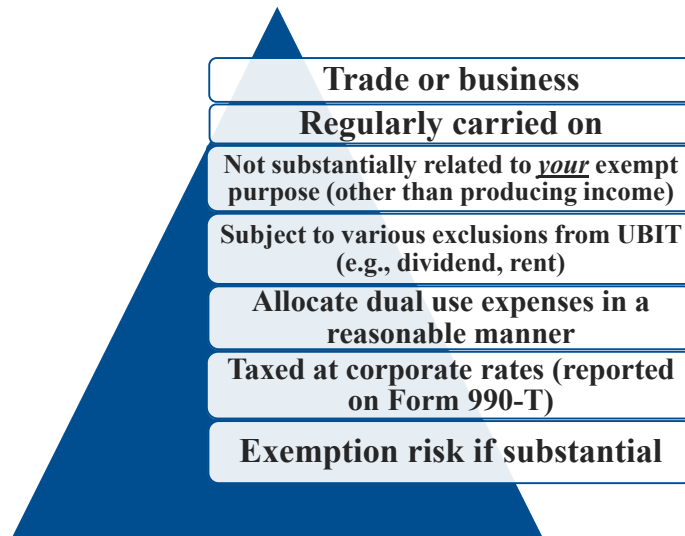 Trade or business
Regularly carried on
Not substantially related to your exempt
purpose (other than producing income)
Subject to various exclusions from UBIT
(e.g., dividend, rent)
Allocate dual use expenses in a
reasonable manner
Taxed at corporate rates (reported
on Form 990-T)
Exemption risk if substantial